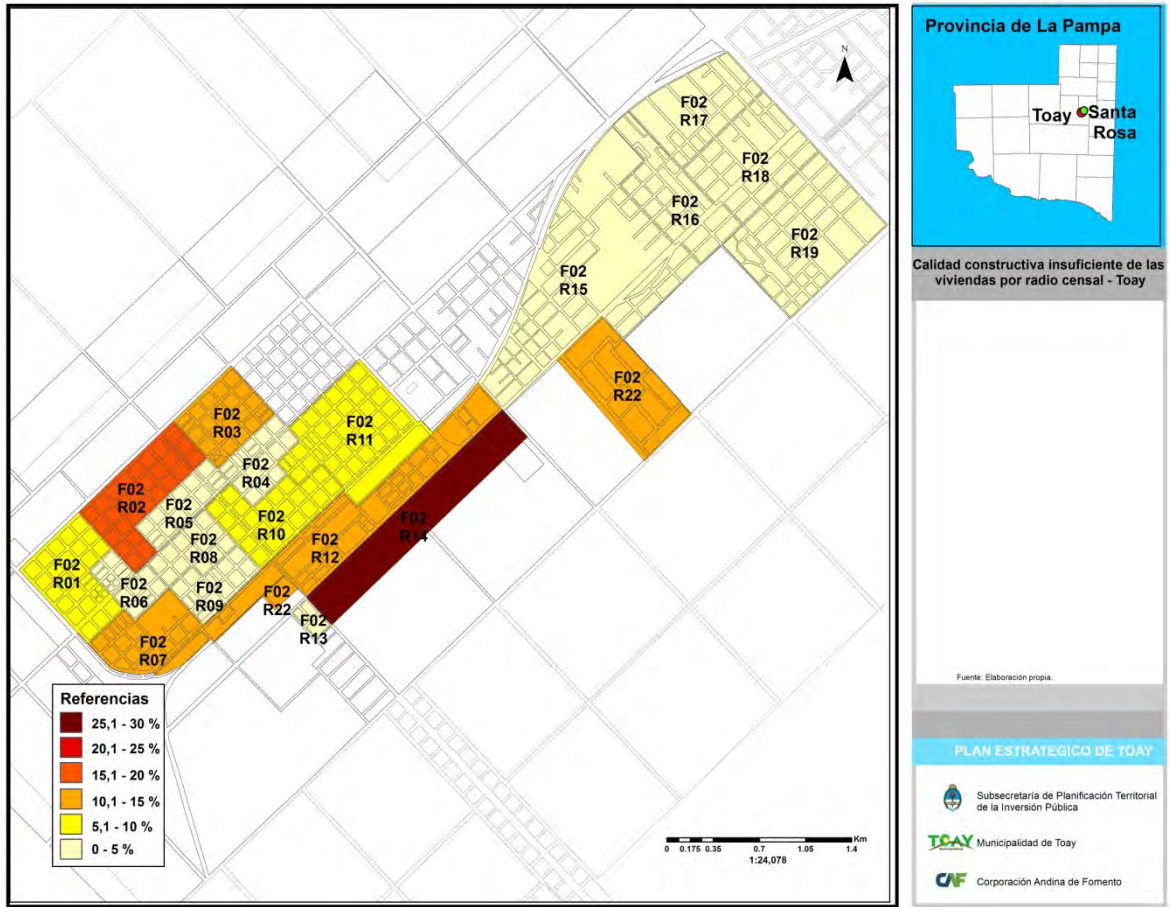 N
F02
R17
F02
R18
F02
R16
F02
R19
F02
R15
F02
R22
F02
R03
F02
R11
F02
R04
F02
R02
F02
R05
F02
R10
F02
R14
F02
R08
F02
R12
F02
R01
F02
R06
F02
R09
F02
R22
F02
R13
F02
R07
Referencias
25,1 - 30 %
20,1 - 25 %
15,1 - 20 %
10,1 - 15 %
5,1 - 10 %
0 - 5 %
Km
0 0.175 0.35 0.7 1.05 1.4
1:24,078
Provincia de La Pampa
Toay Santa
Rosa
Calidad constructiva insuficiente de las
viviendas por radio censal - Toay
Fuente: Elaboración propia.
PLAN ESTRATEGICO DE TOAY
Subsecretaría de Planificación Territorial
de la Inversión Pública
TOAY Municipalidad de Toay
CAF Corporación Andina de Fomento